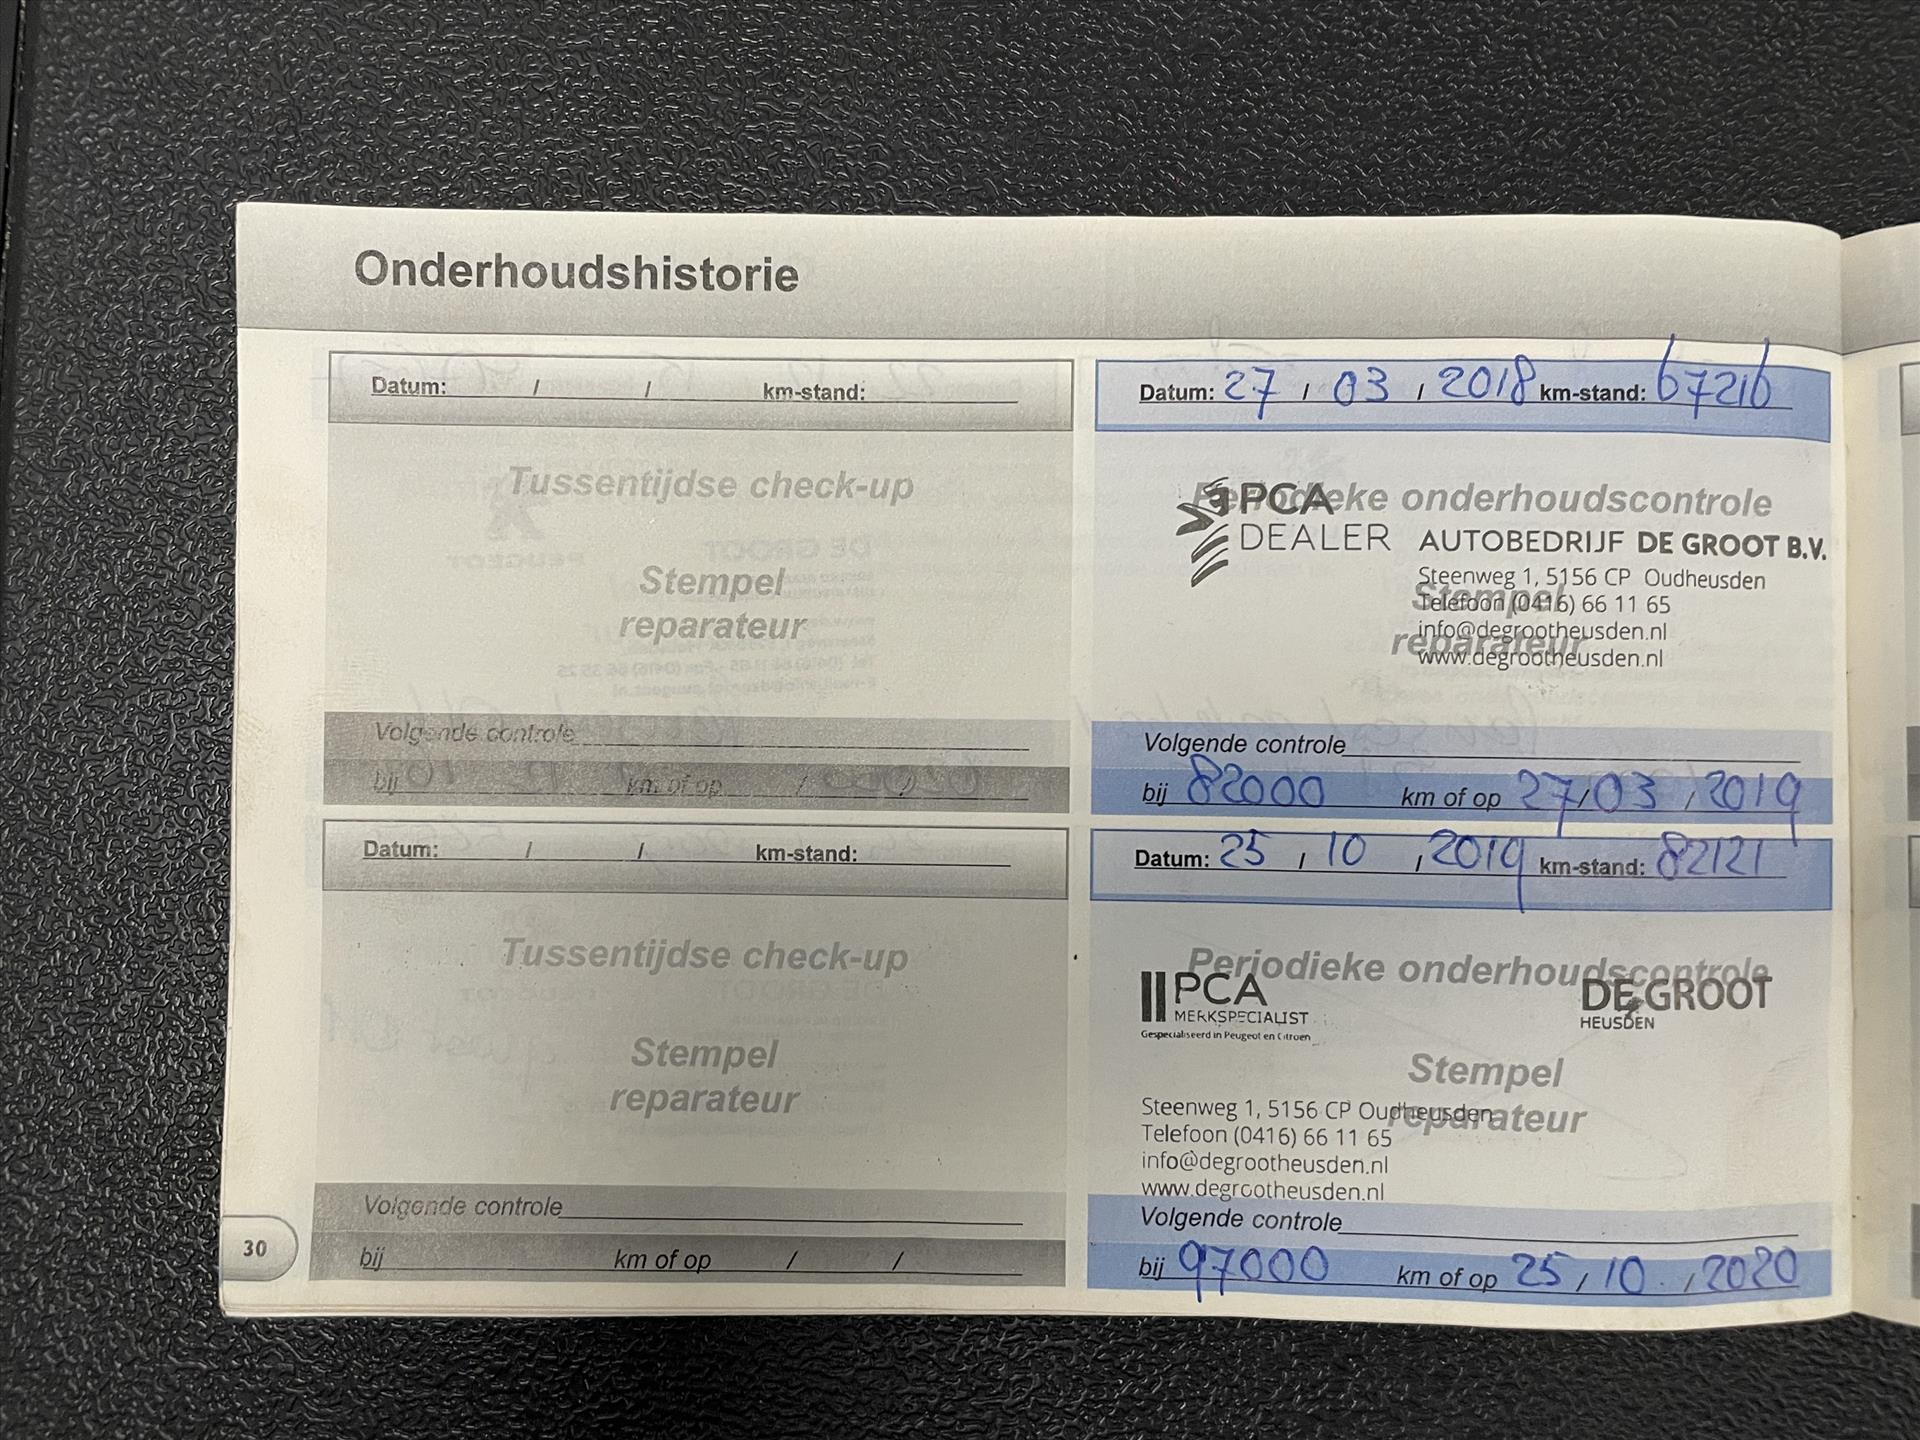 Onderhoudshistorie
Datum: / / km-stand:
Tussentijdse check-up
Stempel
reparateur
Volgende controle
bij km of op / /
Datum: 27 / 03 / 2018 km-stand: 67216
Periodieke onderhoudscontrole
PCA
DEALER AUTOBEDRIJF DE GROOT B.V.
Steenweg 1, 5156 CP Oudheusden
Stempel
Telefoon (0416) 66 11 65
info@degrootheusden.nl
reparateur
www.degrootheusden.nl
Volgende controle
bij 82000 km of op 27 / 03 / 2019
Datum: / / km-stand:
Tussentijdse check-up
Stempel
reparateur
Volgende controle
bij km of op / /
Datum: 25 / 10 / 2019 km-stand: 82121
Periodieke onderhoudscontrole
PCA DE GROOT
MERKSPECIALIST HEUSDEN
Gespecialiseerd in Peugeot en Citroen
Stempel
reparateur
Steenweg 1, 5156 CP Oudheusden
Telefoon (0416) 66 11 65
info@degrootheusden.nl
www.degrootheusden.nl
Volgende controle
bij 97000 km of op 25 / 10 / 2020
30